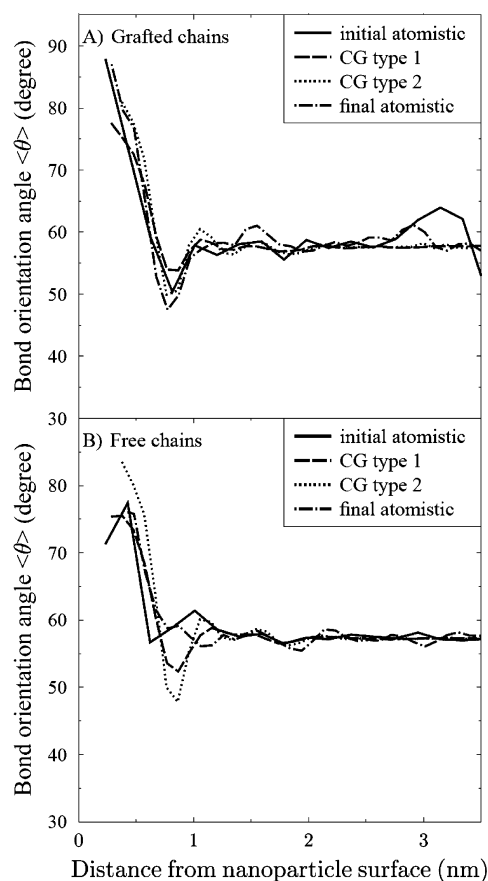 90
A) Grafted chains
initial atomistic
CG type 1
CG type 2
final atomistic
80
70
60
50
40
30
Bond orientation angle <θ> (degree)
B) Free chains
initial atomistic
CG type 1
CG type 2
final atomistic
80
70
60
50
40
30
Bond orientation angle <θ> (degree)
0 1 2 3
Distance from nanoparticle surface (nm)